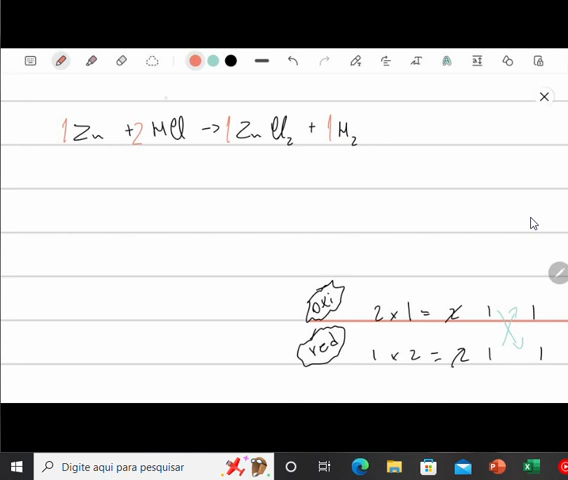 1Zn + 2HCl → 1ZnCl₂ + 1H₂
oxi 2 x 1 = 2 1 1
red 1 x 2 = 2 1 1
Digite aqui para pesquisar